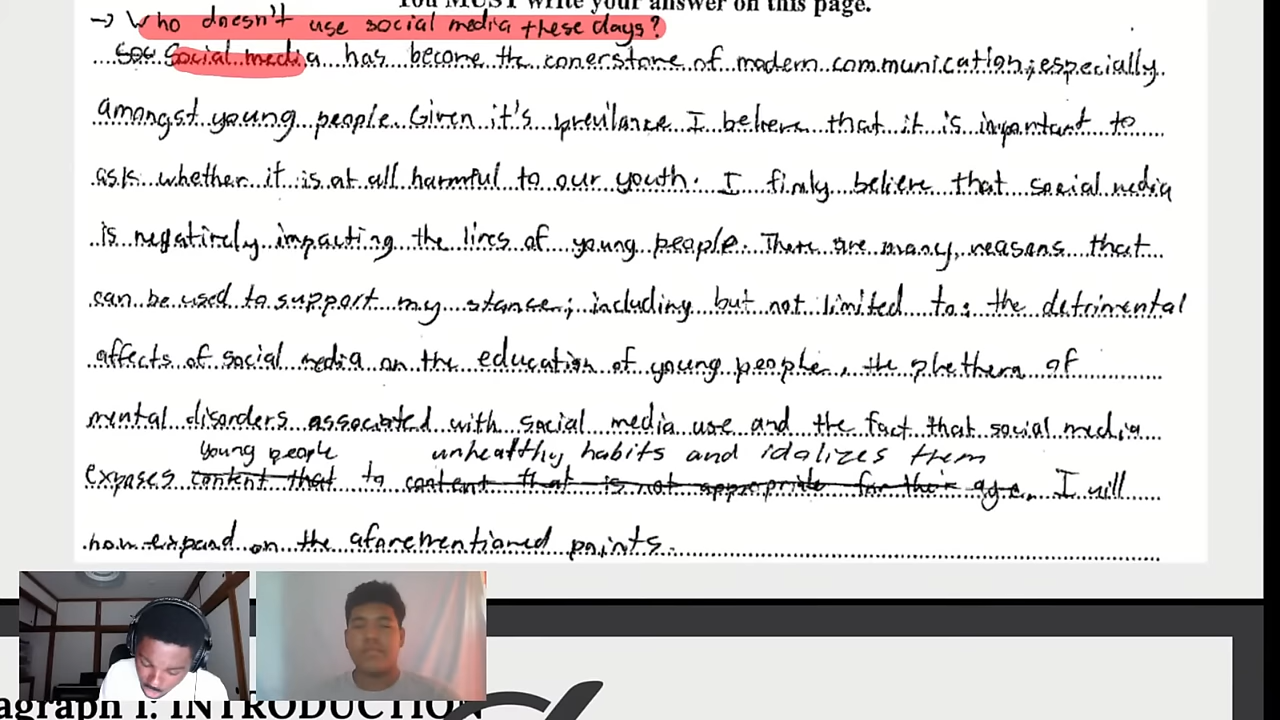 You MUST write your answer on this page.
→ Who doesn't use social media these days?
Social media has become the conerstone of modern communication, especially
amongst young people. Given it's previlance I believe that it is important to
ask whether it is at all harmful to our youth. I firmly believe that social media
is negatively impacting the lives of young people. There are many, reasons that
can be used to support my stance; including but not limited to: the detrimental
affects of social media on the education of young people, the plethera of
mental disorders associated with social media use and the fact that social media
young people unhealthy habits and idalizes them
exposes content that to content that is not appropriate for their age. I will
now expand on the aforementioned points.
agraph 1: INTRODUCTION